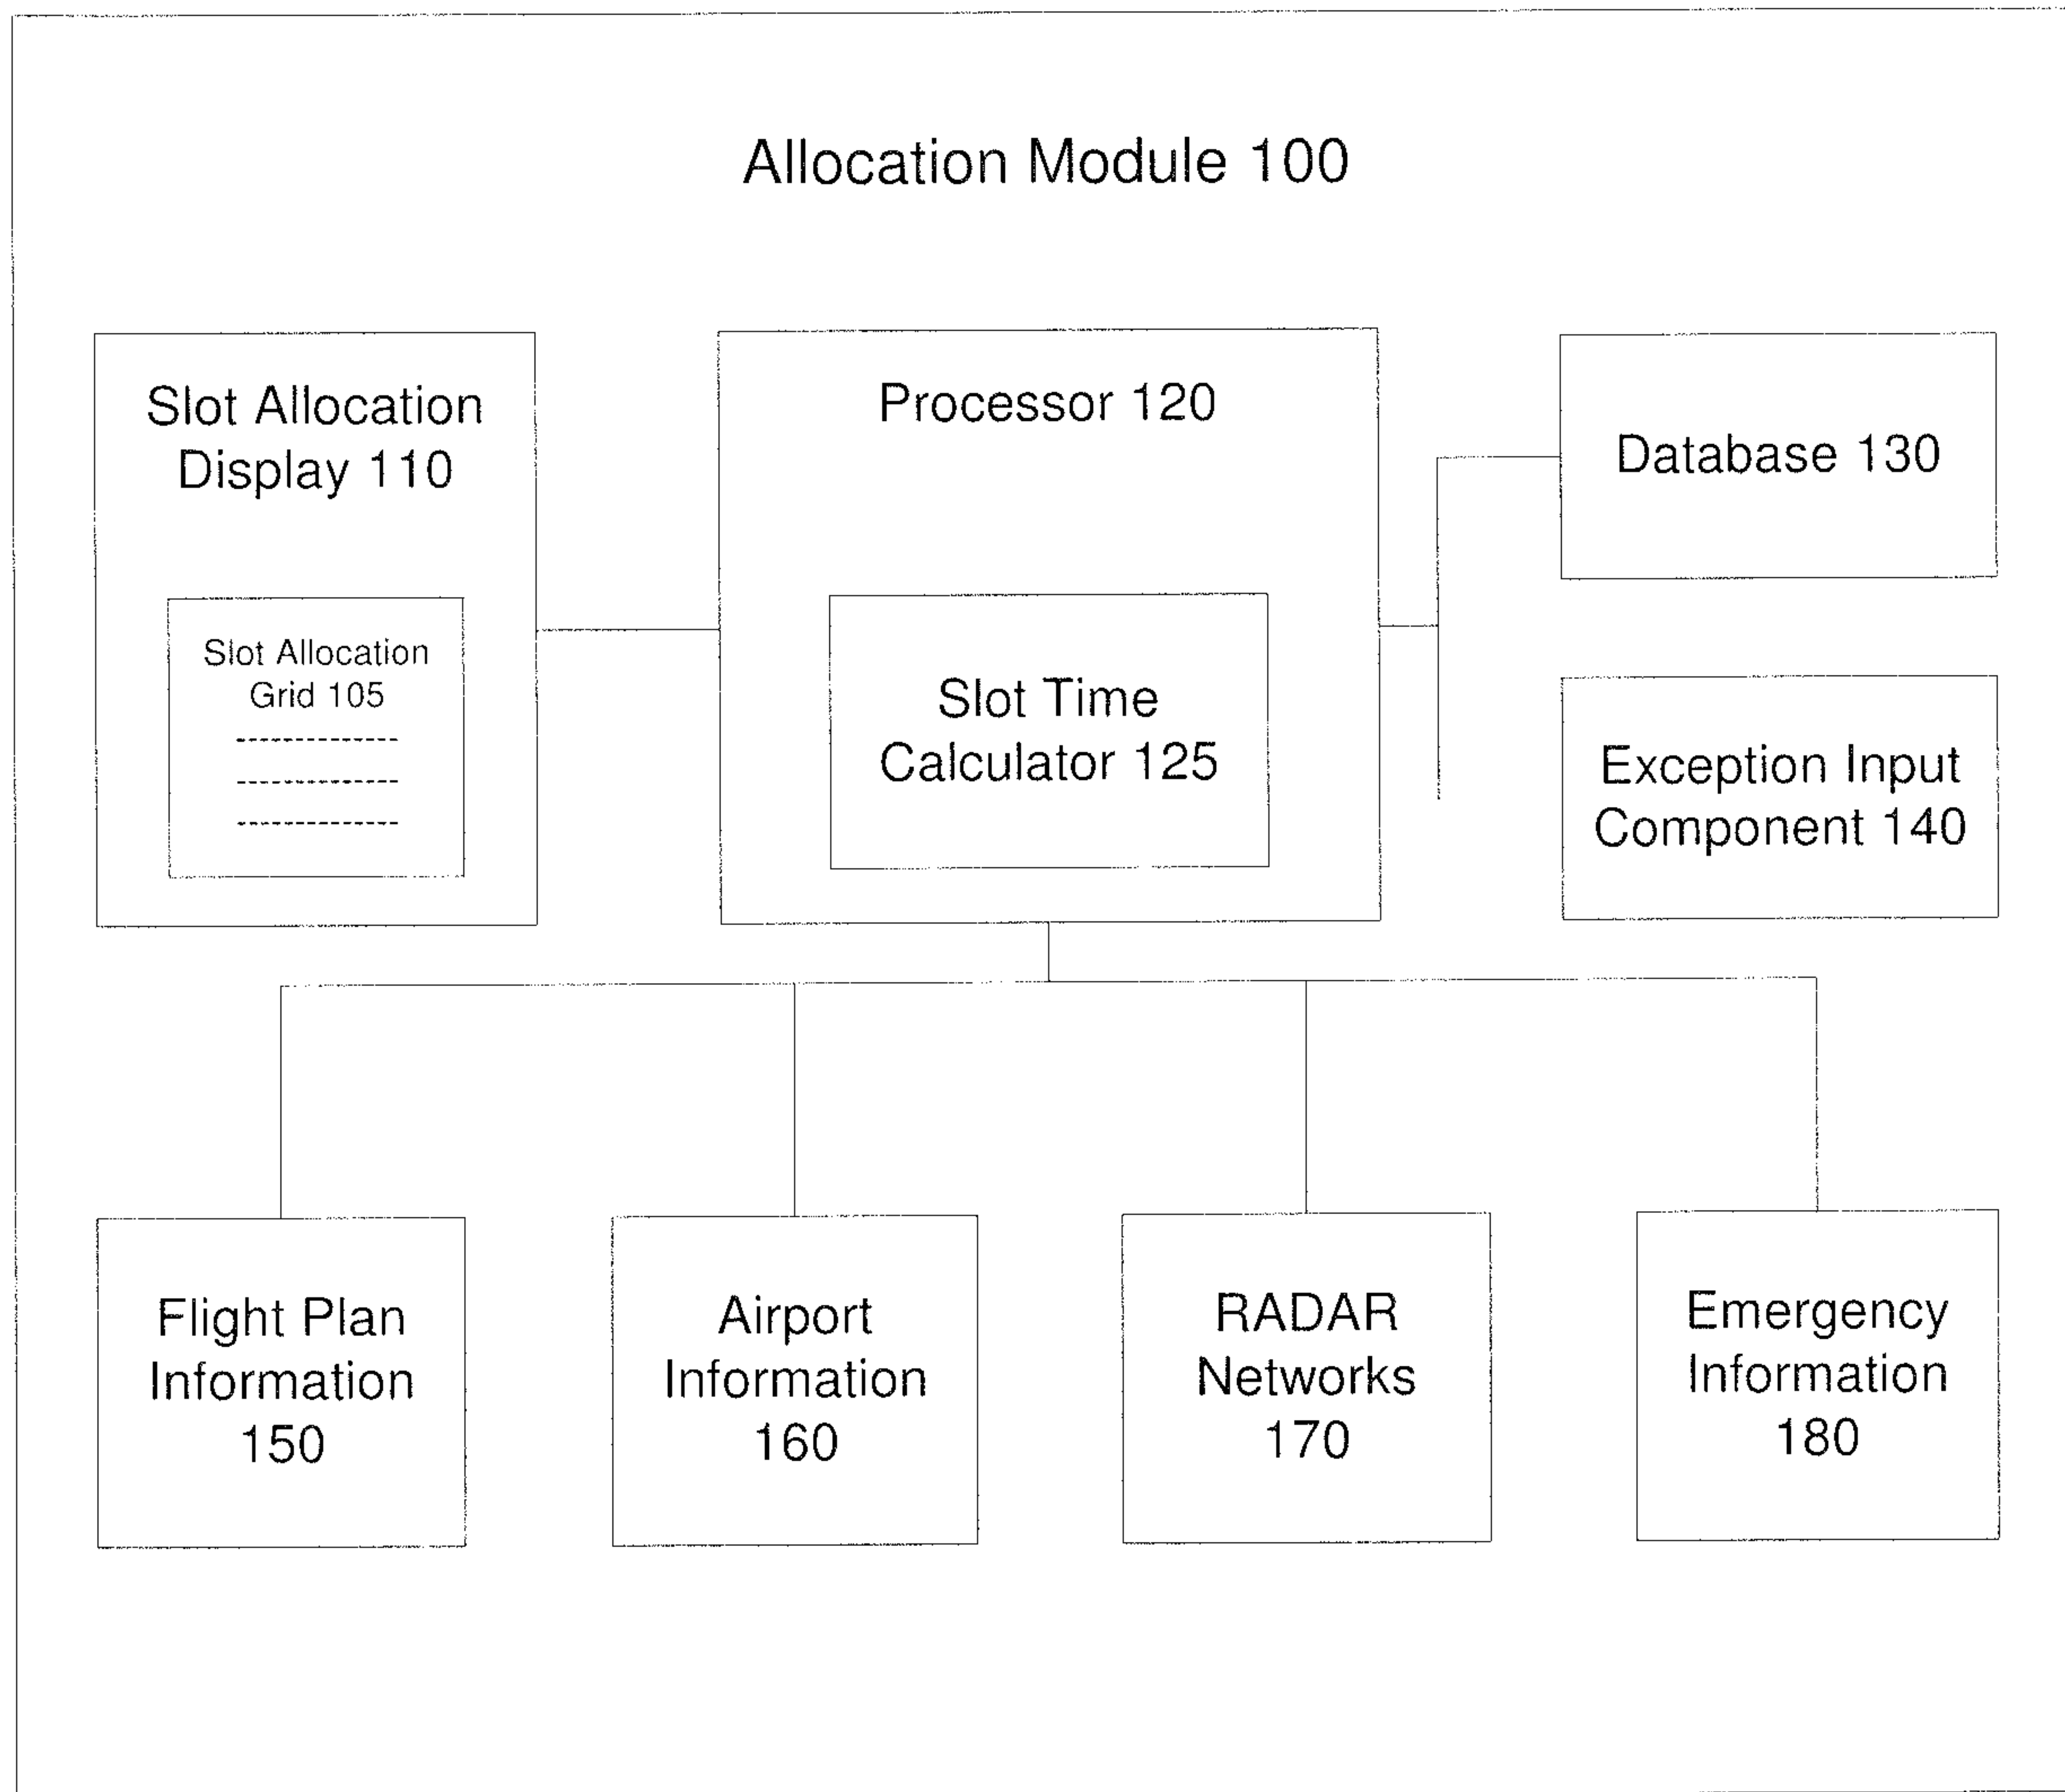 Allocation Module 100
Slot Allocation
Display 110
Slot Allocation
Grid 105
Processor 120
Slot Time
Calculator 125
Database 130
Exception Input
Component 140
Flight Plan
Information
150
Airport
Information
160
RADAR
Networks
170
Emergency
Information
180